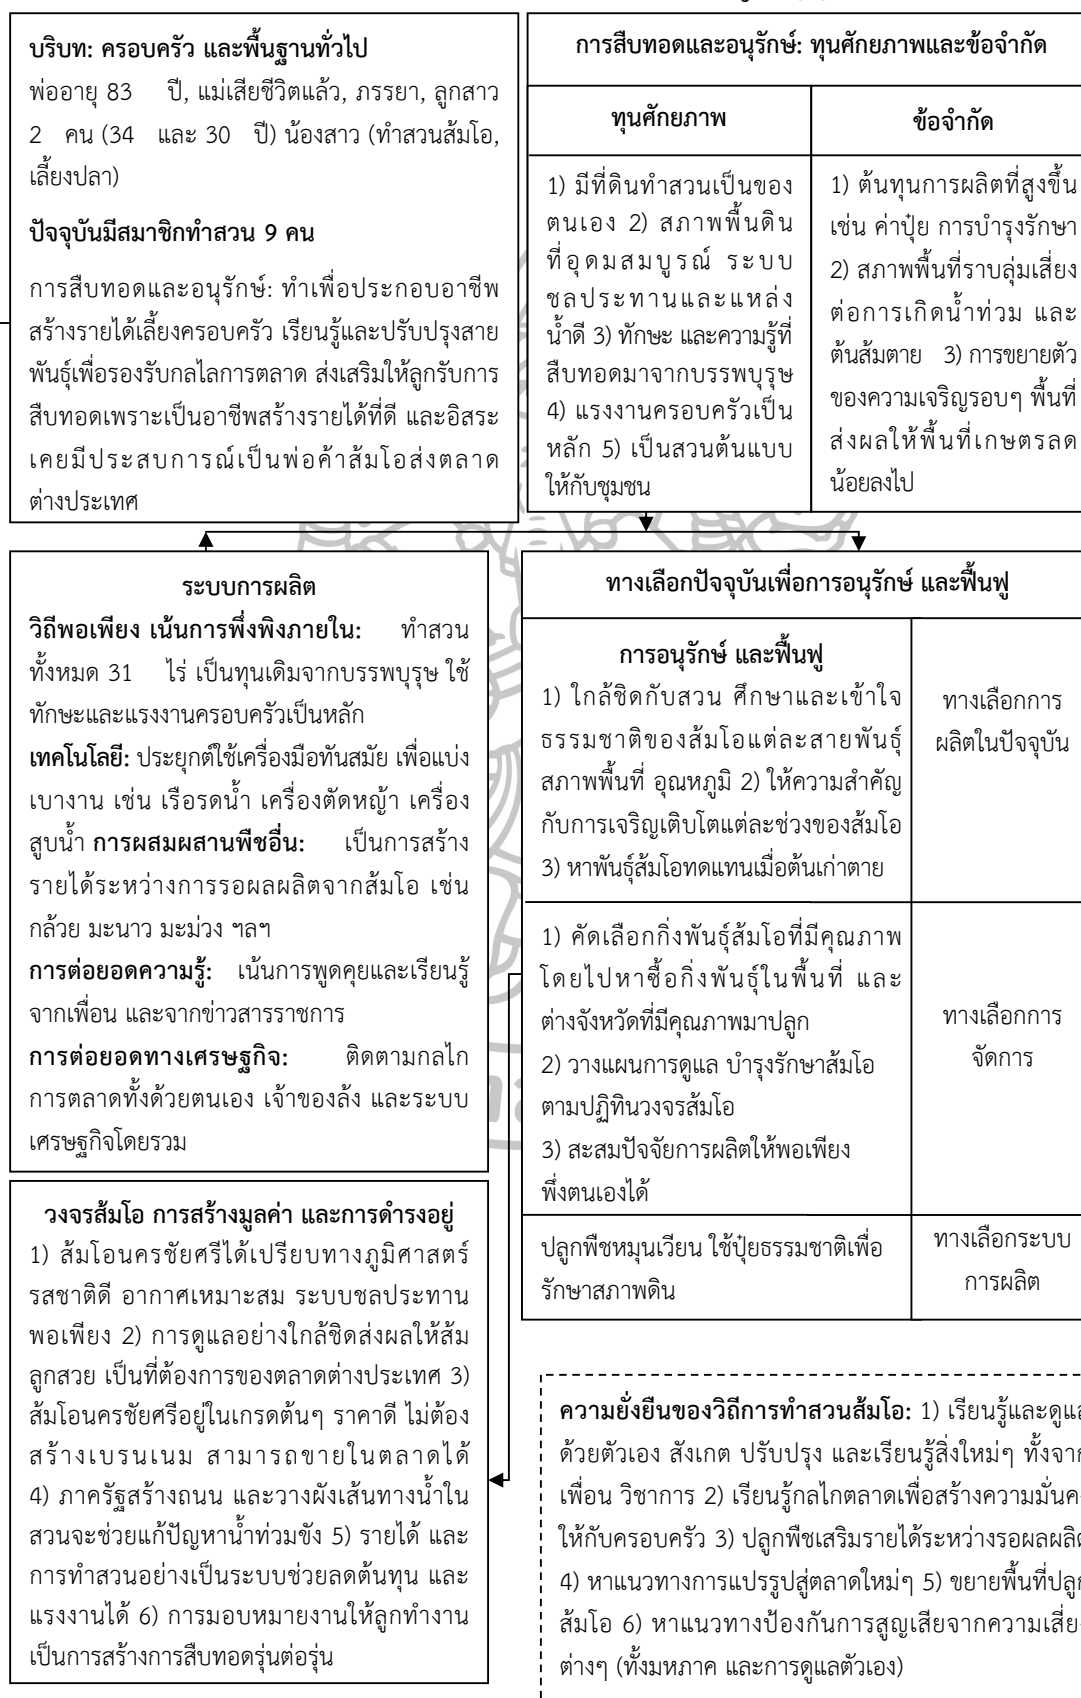 บริบท: ครอบครัว และพื้นฐานทั่วไป
พ่ออายุ 83 ปี, แม่เสียชีวิตแล้ว, ภรรยา, ลูกสาว
2 คน (34 และ 30 ปี) น้องสาว (ทำสวนส้มโอ,
เลี้ยงปลา)
ปัจจุบันมีสมาชิกทำสวน 9 คน
การสืบทอดและอนุรักษ์: ทำเพื่อประกอบอาชีพ
สร้างรายได้เลี้ยงครอบครัว เรียนรู้และปรับปรุงสาย
พันธุ์เพื่อรองรับกลไลการตลาด ส่งเสริมให้ลูกรับการ
สืบทอดเพราะเป็นอาชีพสร้างรายได้ที่ดี และอิสระ
เคยมีประสบการณ์เป็นพ่อค้าส้มโอส่งตลาด
ต่างประเทศ
การสืบทอดและอนุรักษ์: ทุนศักยภาพและข้อจำกัด
ทุนศักยภาพ
1) มีที่ดินทำสวนเป็นของ
ตนเอง 2) สภาพพื้นดิน
ที่อุดมสมบูรณ์ ระบบ
ชลประทานและแหล่ง
น้ำดี 3) ทักษะ และความรู้ที่
สืบทอดมาจากบรรพบุรุษ
4) แรงงานครอบครัวเป็น
หลัก 5) เป็นสวนต้นแบบ
ให้กับชุมชน
ข้อจำกัด
1) ต้นทุนการผลิตที่สูงขึ้น
เช่น ค่าปุ๋ย การบำรุงรักษา
2) สภาพพื้นที่ราบลุ่มเสี่ยง
ต่อการเกิดน้ำท่วม และ
ต้นส้มตาย 3) การขยายตัว
ของความเจริญรอบๆ พื้นที่
ส่งผลให้พื้นที่เกษตรลด
น้อยลงไป
ระบบการผลิต
วิถีพอเพียง เน้นการพึ่งพิงภายใน: ทำสวน
ทั้งหมด 31 ไร่ เป็นทุนเดิมจากบรรพบุรุษ ใช้
ทักษะและแรงงานครอบครัวเป็นหลัก
เทคโนโลยี: ประยุกต์ใช้เครื่องมือทันสมัย เพื่อแบ่ง
เบางาน เช่น เรือรดน้ำ เครื่องตัดหญ้า เครื่อง
สูบน้ำ การผสมผสานพืชอื่น: เป็นการสร้าง
รายได้ระหว่างการรอผลผลิตจากส้มโอ เช่น
กล้วย มะนาว มะม่วง ฯลฯ
การต่อยอดความรู้: เน้นการพูดคุยและเรียนรู้
จากเพื่อน และจากข่าวสารราชการ
การต่อยอดทางเศรษฐกิจ: ติดตามกลไก
การตลาดทั้งด้วยตนเอง เจ้าของล้ง และระบบ
เศรษฐกิจโดยรวม
ทางเลือกปัจจุบันเพื่อการอนุรักษ์ และฟื้นฟู
การอนุรักษ์ และฟื้นฟู
1) ใกล้ชิดกับสวน ศึกษาและเข้าใจ
ธรรมชาติของส้มโอแต่ละสายพันธุ์
สภาพพื้นที่ อุณหภูมิ 2) ให้ความสำคัญ
กับการเจริญเติบโตแต่ละช่วงของส้มโอ
3) หาพันธุ์ส้มโอทดแทนเมื่อต้นเก่าตาย
ทางเลือกการ
ผลิตในปัจจุบัน
1) คัดเลือกกิ่งพันธุ์ส้มโอที่มีคุณภาพ
โดยไปหาซื้อกิ่งพันธุ์ในพื้นที่ และ
ต่างจังหวัดที่มีคุณภาพมาปลูก
2) วางแผนการดูแล บำรุงรักษาส้มโอ
ตามปฏิทินวงจรส้มโอ
3) สะสมปัจจัยการผลิตให้พอเพียง
พึ่งตนเองได้
ทางเลือกการ
จัดการ
ปลูกพืชหมุนเวียน ใช้ปุ๋ยธรรมชาติเพื่อ
รักษาสภาพดิน
ทางเลือกระบบ
การผลิต
วงจรส้มโอ การสร้างมูลค่า และการดำรงอยู่
1) ส้มโอนครชัยศรีได้เปรียบทางภูมิศาสตร์
รสชาติดี อากาศเหมาะสม ระบบชลประทาน
พอเพียง 2) การดูแลอย่างใกล้ชิดส่งผลให้ส้ม
ลูกสวย เป็นที่ต้องการของตลาดต่างประเทศ 3)
ส้มโอนครชัยศรีอยู่ในเกรดต้นๆ ราคาดี ไม่ต้อง
สร้างเบรนเนม สามารถขายในตลาดได้
4) ภาครัฐสร้างถนน และวางผังเส้นทางน้ำใน
สวนจะช่วยแก้ปัญหาน้ำท่วมขัง 5) รายได้ และ
การทำสวนอย่างเป็นระบบช่วยลดต้นทุน และ
แรงงานได้ 6) การมอบหมายงานให้ลูกทำงาน
เป็นการสร้างการสืบทอดรุ่นต่อรุ่น
ความยั่งยืนของวิถีการทำสวนส้มโอ: 1) เรียนรู้และดูแล
ด้วยตัวเอง สังเกต ปรับปรุง และเรียนรู้สิ่งใหม่ๆ ทั้งจาก
เพื่อน วิชาการ 2) เรียนรู้กลไกตลาดเพื่อสร้างความมั่นคง
ให้กับครอบครัว 3) ปลูกพืชเสริมรายได้ระหว่างรอผลผลิต
4) หาแนวทางการแปรรูปสู่ตลาดใหม่ๆ 5) ขยายพื้นที่ปลูก
ส้มโอ 6) หาแนวทางป้องกันการสูญเสียจากความเสี่ยง
ต่างๆ (ทั้งมหภาค และการดูแลตัวเอง)